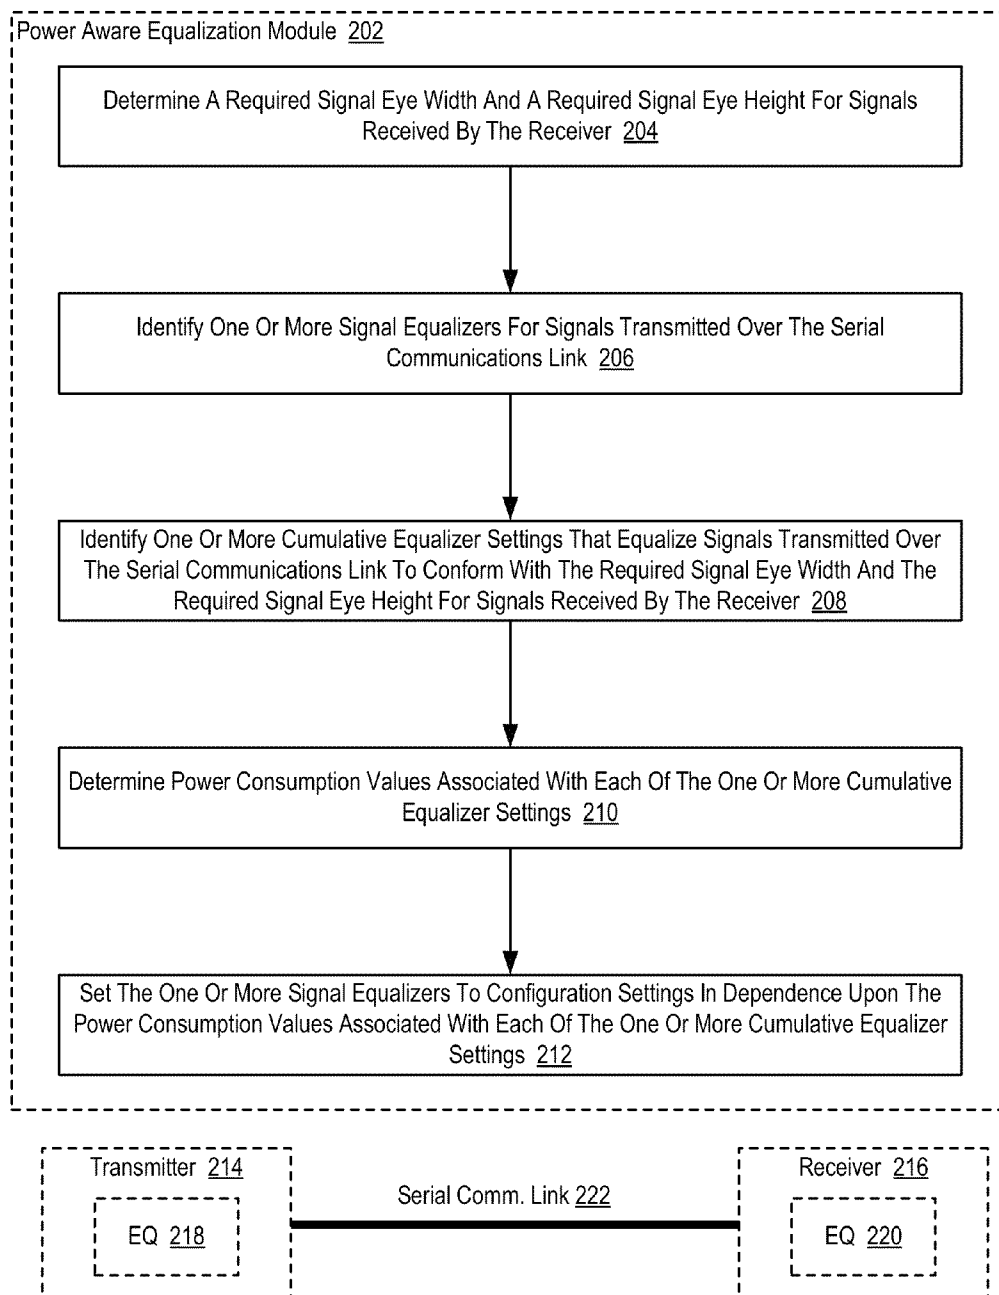 Power Aware Equalization Module 202
Determine A Required Signal Eye Width And A Required Signal Eye Height For Signals
Received By The Receiver 204
Identify One Or More Signal Equalizers For Signals Transmitted Over The Serial
Communications Link 206
Identify One Or More Cumulative Equalizer Settings That Equalize Signals Transmitted Over
The Serial Communications Link To Conform With The Required Signal Eye Width And The
Required Signal Eye Height For Signals Received By The Receiver 208
Determine Power Consumption Values Associated With Each Of The One Or More Cumulative
Equalizer Settings 210
Set The One Or More Signal Equalizers To Configuration Settings In Dependence Upon The
Power Consumption Values Associated With Each Of The One Or More Cumulative Equalizer
Settings 212
Transmitter 214
EQ 218
Serial Comm. Link 222
Receiver 216
EQ 220